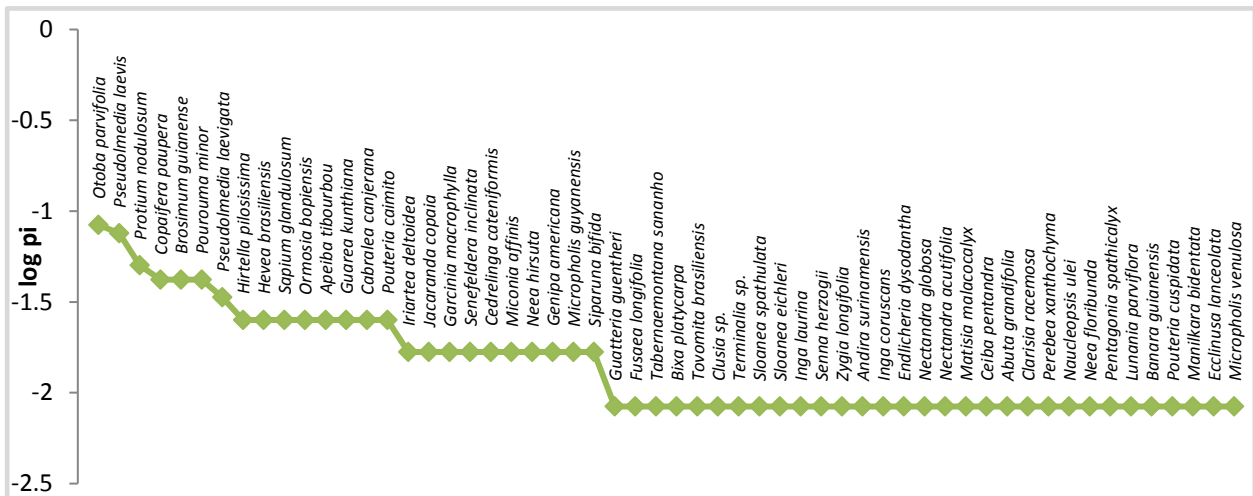 0
-0.5
-1
-1.5
-2
-2.5
log pi
Otoba parvifolia
Pseudolmedia laevis
Protium nodulosum
Copaifera paupera
Brosimum guianense
Pourouma minor
Pseudolmedia laevigata
Hirtella pilosissima
Hevea brasiliensis
Sapium glandulosum
Ormosia bopiensis
Apeiba tibourbou
Guarea kunthiana
Cabralea canjerana
Pouteria caimito
Iriartea deltoidea
Jacaranda copaia
Garcinia macrophylla
Senefeldera inclinata
Cedrelinga cateniformis
Miconia affinis
Neea hirsuta
Genipa americana
Micropholis guyanensis
Siparuna bifida
Guatteria guentheri
Fusaea longifolia
Tabernaemontana sananho
Bixa platycarpa
Tovomita brasiliensis
Clusia sp.
Terminalia sp.
Sloanea spathulata
Sloanea eichleri
Inga laurina
Senna herzogii
Zygia longifolia
Andira surinamensis
Inga coruscans
Endlicheria dysodantha
Nectandra globosa
Nectandra acutifolia
Matisia malacocalyx
Ceiba pentandra
Abuta grandifolia
Clarisia racemosa
Perebea xanthochyma
Naucleopsis ulei
Neea floribunda
Pentagonia spathicalyx
Lunania parviflora
Banara guianensis
Pouteria cuspidata
Manilkara bidentata
Ecclinusa lanceolata
Micropholis venulosa